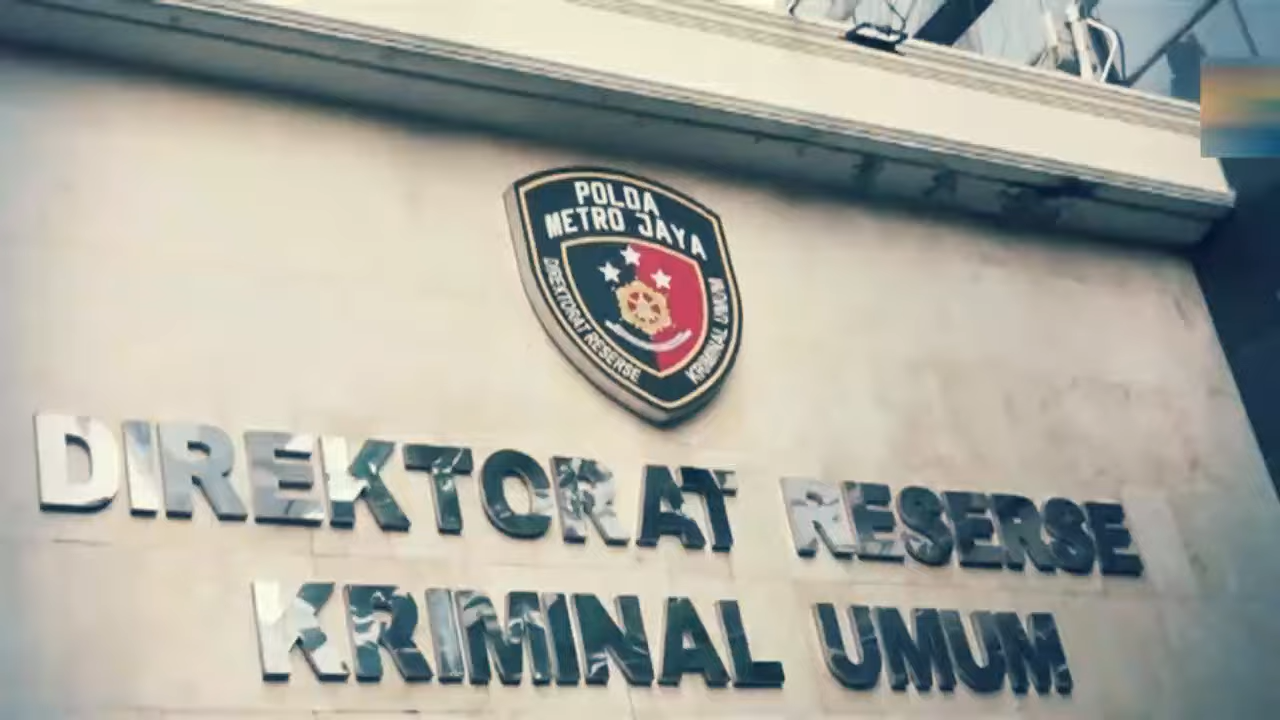 POLDA
METRO JAYA
DIREKTORAT RESERSE
KRIMINAL UMUM
DIREKTORAT RESERSE
KRIMINAL UMUM